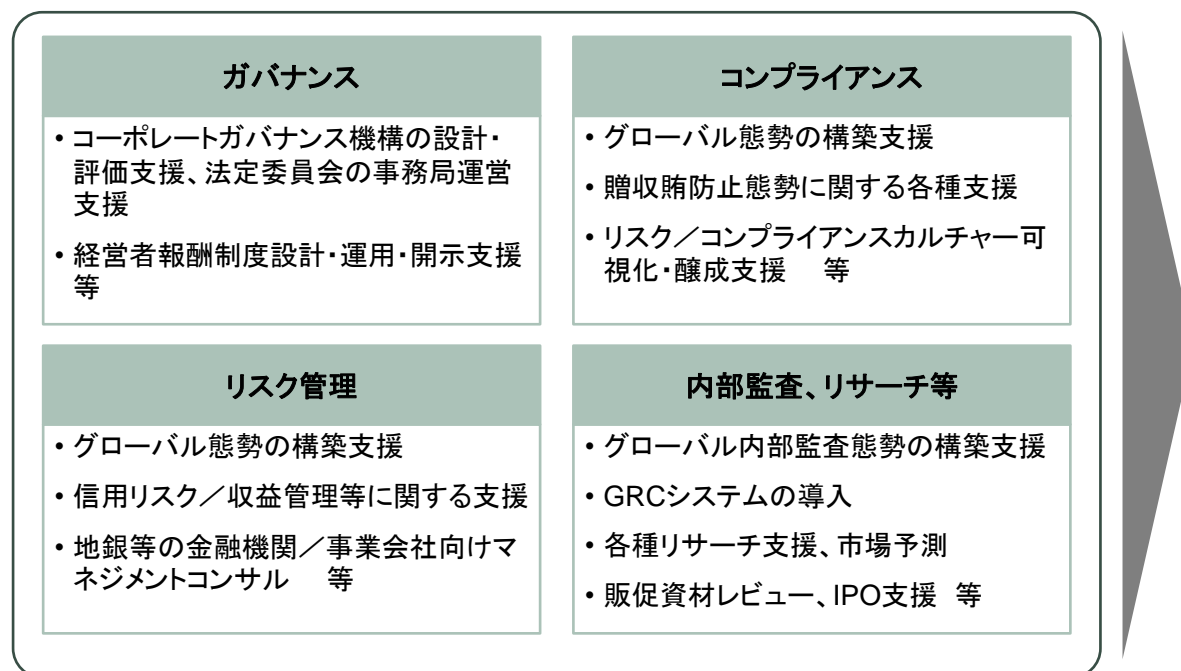 ガバナンス
• コーポレートガバナンス機構の設計・
評価支援、法定委員会の事務局運営
支援
• 経営者報酬制度設計・運用・開示支援
等
コンプライアンス
• グローバル態勢の構築支援
• 贈収賄防止態勢に関する各種支援
• リスク／コンプライアンスカルチャー可
視化・醸成支援　等
リスク管理
• グローバル態勢の構築支援
• 信用リスク／収益管理等に関する支援
• 地銀等の金融機関／事業会社向けマ
ネジメントコンサル　等
内部監査、リサーチ等
• グローバル内部監査態勢の構築支援
• GRCシステムの導入
• 各種リサーチ支援、市場予測
• 販促資材レビュー、IPO支援 等